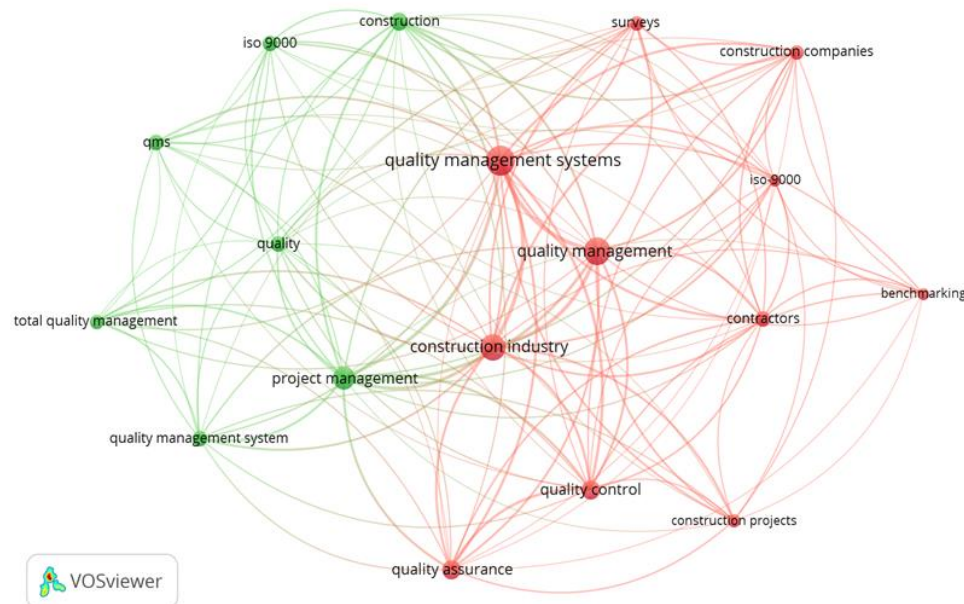 construction
surveys
iso 9000
construction companies
qms
quality management systems
iso-9000
quality
quality management
benchmarking
total quality management
contractors
construction industry
project management
quality management system
quality control
construction projects
quality assurance
VOSviewer